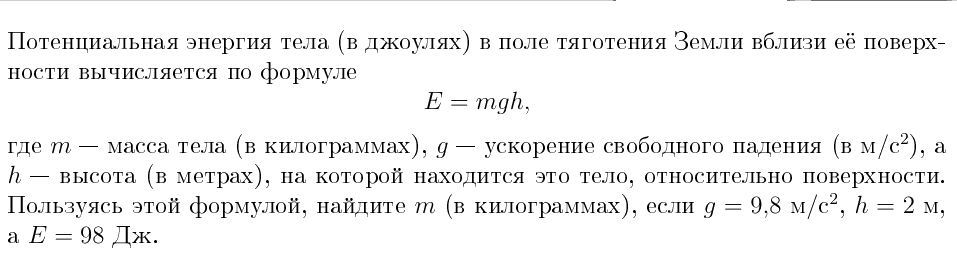 Потенциальная энергия тела (в джоулях) в поле тяготения Земли вблизи её поверх-
ности вычисляется по формуле
E = mgh,
где m — масса тела (в килограммах), g — ускорение свободного падения (в м/с²), а
h — высота (в метрах), на которой находится это тело, относительно поверхности.
Пользуясь этой формулой, найдите m (в килограммах), если g = 9,8 м/с², h = 2 м,
а E = 98 Дж.